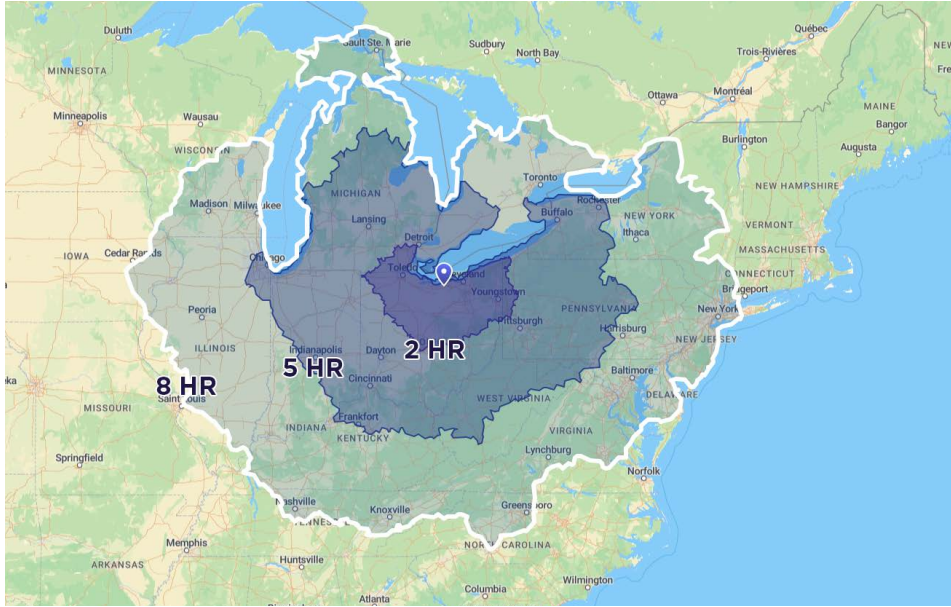 Duluth
Sault Ste. Marie
Sudbury
North Bay
Québec
Trois-Rivières
Montréal
Ottawa
MINNESOTA
Minneapolis
Wausau
MAINE
Bangor
Augusta
Burlington
WISCONSIN
Toronto
NEW HAMPSHIRE
MICHIGAN
Madison
Milwaukee
Lansing
Rochester
Buffalo
NEW YORK
VERMONT
Ithaca
MASSACHUSETTS
Detroit
IOWA
Cedar Rapids
Chicago
Toledo
Cleveland
CONNECTICUT
Bridgeport
Youngstown
PENNSYLVANIA
New York
Peoria
Pittsburgh
Harrisburg
NEW JERSEY
ILLINOIS
Indianapolis
Dayton
2 HR
5 HR
8 HR
Cincinnati
Baltimore
DELAWARE
WEST VIRGINIA
MISSOURI
Saint Louis
Frankfort
INDIANA
KENTUCKY
VIRGINIA
Lynchburg
Springfield
Norfolk
Nashville
Knoxville
Greensboro
TENNESSEE
Memphis
NORTH CAROLINA
Huntsville
ARKANSAS
Wilmington
Columbia
Atlanta